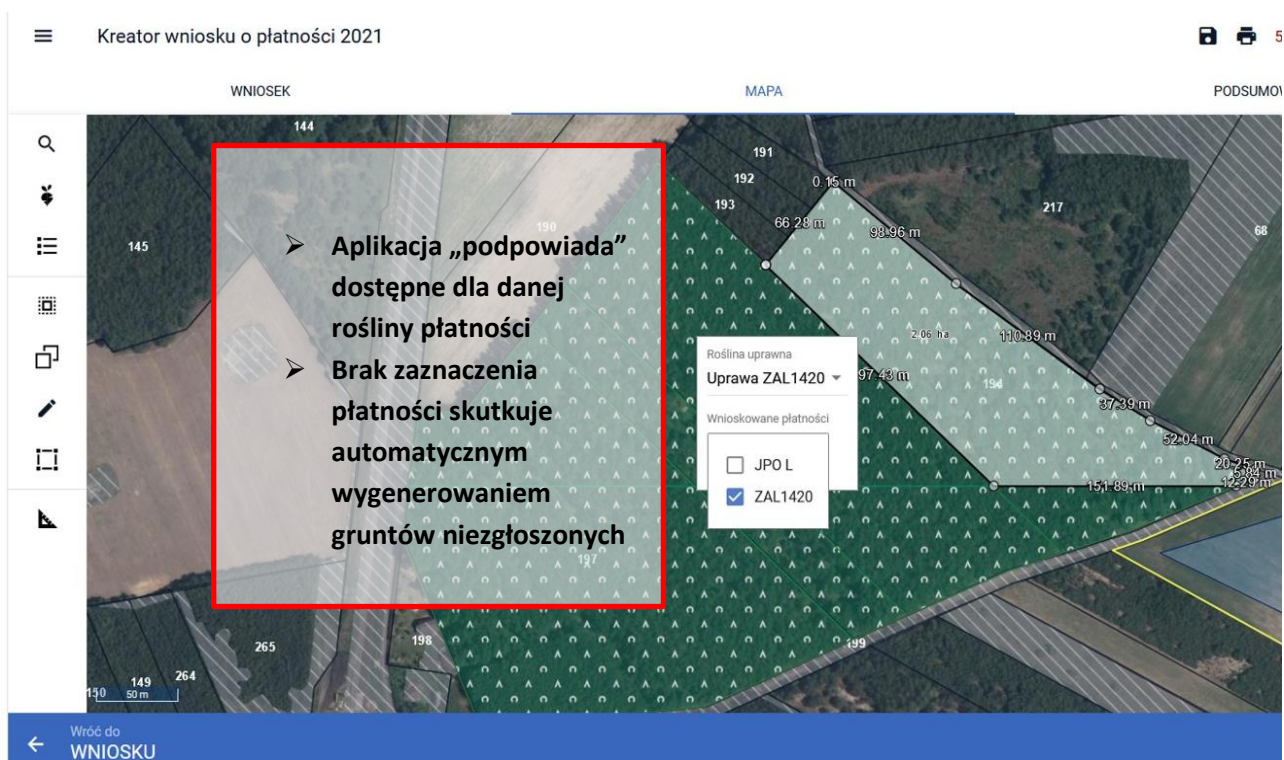 Kreator wniosku o płatności 2021
5
WNIOSEK
MAPA
PODSUMOW
144
191
192
193
0.15 m
66.28 m
98.96 m
217
68
145
190
➢ Aplikacja „podpowiada”
dostępne dla danej
rośliny płatności
➢ Brak zaznaczenia
płatności skutkuje
automatycznym
wygenerowaniem
gruntów niezgłoszonych
2.06 ha
110.89 m
Roślina uprawna
Uprawa ZAL1420
97.43 m
194
37.39 m
Wnioskowane płatności
52.04 m
JPO L
20.25 m
5.84 m
12.29 m
ZAL1420
151.89 m
197
198
199
265
149
264
150
50 m
Wróć do
WNIOSKU